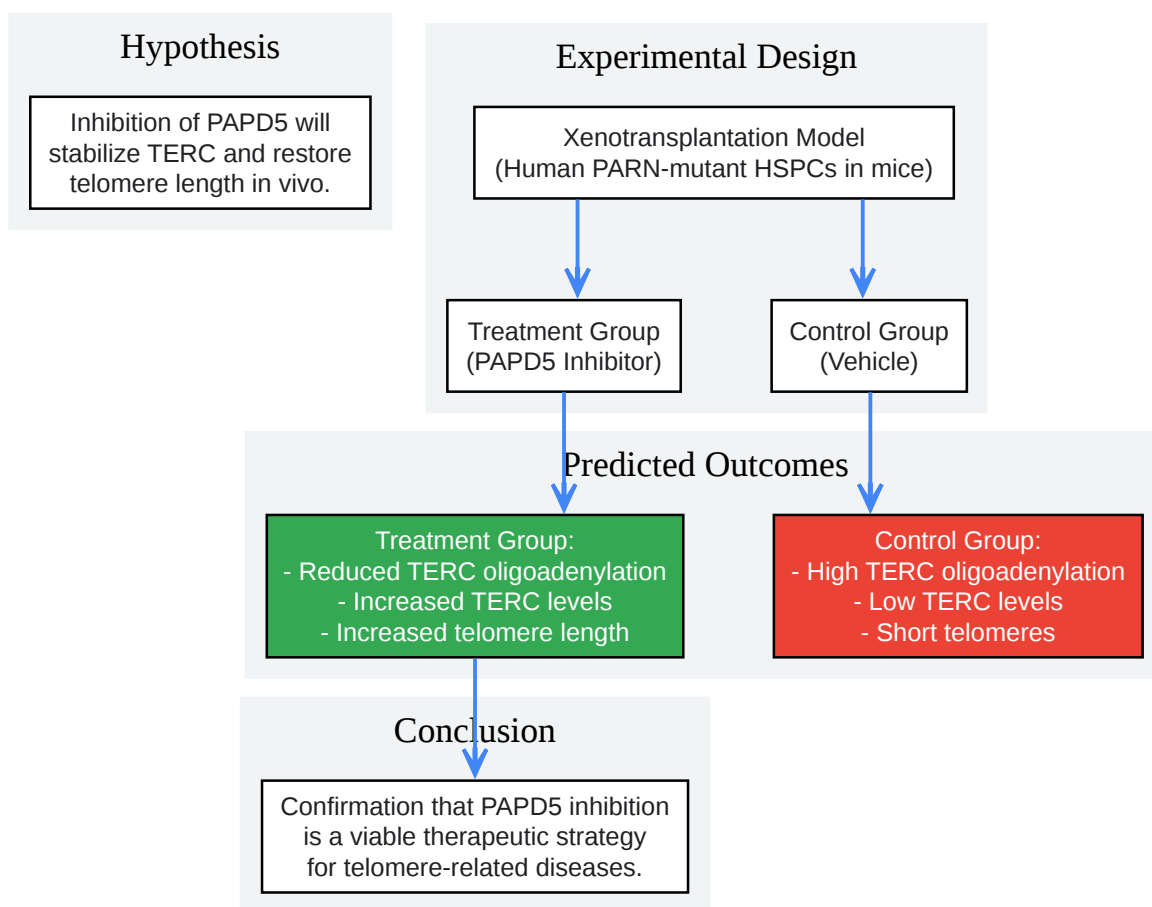 Hypothesis
Inhibition of PAPD5 will
stabilize TERC and restore
telomere length in vivo.
Experimental Design
Xenotransplantation Model
(Human PARN-mutant HSPCs in mice)
Treatment Group
(PAPD5 Inhibitor)
Control Group
(Vehicle)
Predicted Outcomes
Treatment Group:
- Reduced TERC oligoadenylation
- Increased TERC levels
- Increased telomere length
Control Group:
- High TERC oligoadenylation
- Low TERC levels
- Short telomeres
Conclusion
Confirmation that PAPD5 inhibition
is a viable therapeutic strategy
for telomere-related diseases.